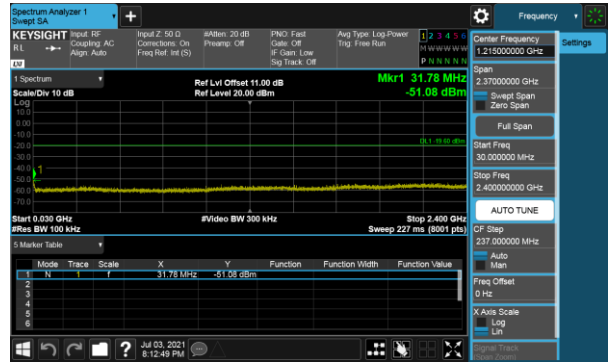 Spectrum Analyzer 1
Swept SA
Frequency
KEYSIGHT
Input: RF
Input Z: 50 Ω
#Atten: 20 dB
PNO: Fast
Avg Type: Log-Power
1 2 3 4 5 6
RL
Coupling: AC
Corrections: On
Preamp: Off
Gate: Off
Trig: Free Run
M W W W W W
Align: Auto
Freq Ref: Int (S)
IF Gain: Low
Sig Track: Off
P N N N N N
Center Frequency
1.215000000 GHz
Settings
1 Spectrum
Ref Lvl Offset 11.00 dB
Mkr1 31.78 MHz
Scale/Div 10 dB
Ref Level 20.00 dBm
-51.08 dBm
Span
2.37000000 GHz
Swept Span
Zero Span
Log
10.0
0.00
-10.0
-20.0
-30.0
-40.0
-50.0
-60.0
-70.0
1
Full Span
Start Freq
30.000000 MHz
Stop Freq
2.400000000 GHz
AUTO TUNE
Start 0.030 GHz
#Video BW 300 kHz
Stop 2.400 GHz
#Res BW 100 kHz
Sweep 227 ms (8001 pts)
CF Step
237.000000 MHz
Auto
Man
5 Marker Table
Mode Trace Scale X Y Function Function Width Function Value
1 N 1 f 31.78 MHz -51.08 dBm
2
3
4
5
6
Freq Offset
0 Hz
X Axis Scale
Log
Lin
Signal Track
(Span Zoom)
?
Jul 03, 2021
8:12:49 PM